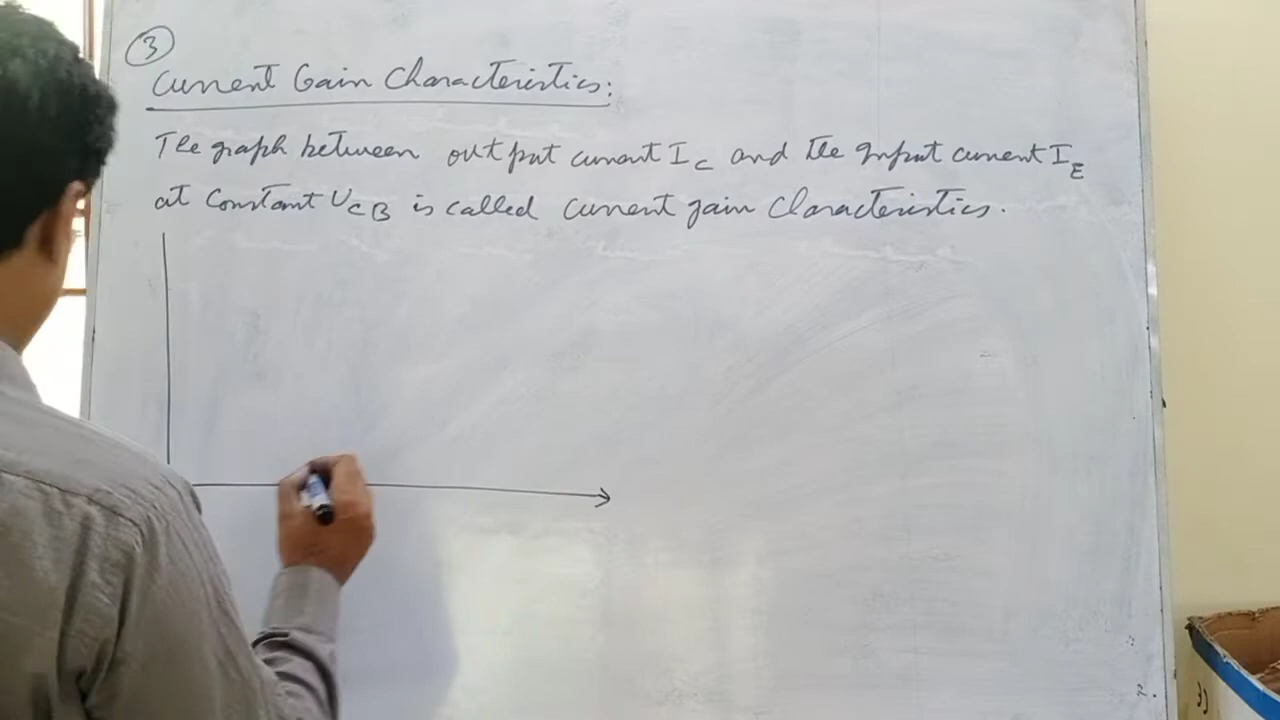 3
Current Gain Characteristics:
The graph between output current I_C and the input current I_E
at constant V_CB is called current gain characteristics.
2.